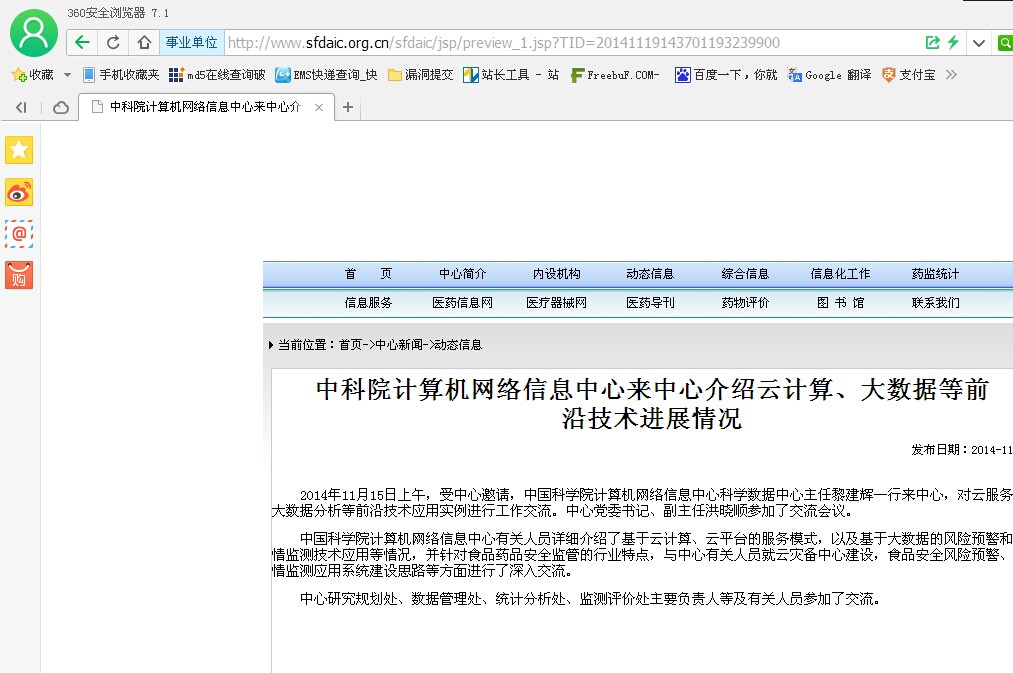 360安全浏览器 7.1
事业单位 http://www.sfdaic.org.cn/sfdaic/jsp/preview_1.jsp?TID=20141119143701193239900
收藏 手机收藏夹 md5在线查询破 EMS快递查询_快 漏洞提交 站长工具 - 站 FreebuF.COM- 百度一下，你就 Google 翻译 支付宝
中科院计算机网络信息中心来中心介
@
购
首 页 中心简介 内设机构 动态信息 综合信息 信息化工作 药监统计
信息服务 医药信息网 医疗器械网 医药导刊 药物评价 图 书 馆 联系我们
当前位置：首页->中心新闻->动态信息
中科院计算机网络信息中心来中心介绍云计算、大数据等前
沿技术进展情况
发布日期：2014-11
2014年11月15日上午，受中心邀请，中国科学院计算机网络信息中心科学数据中心主任黎建辉一行来中心，对云服务
大数据分析等前沿技术应用实例进行工作交流。中心党委书记、副主任洪晓顺参加了交流会议。
中国科学院计算机网络信息中心有关人员详细介绍了基于云计算、云平台的服务模式，以及基于大数据的风险预警和
情监测技术应用等情况，并针对食品药品安全监管的行业特点，与中心有关人员就云灾备中心建设，食品安全风险预警、
情监测应用系统建设思路等方面进行了深入交流。
中心研究规划处、数据管理处、统计分析处、监测评价处主要负责人等及有关人员参加了交流。